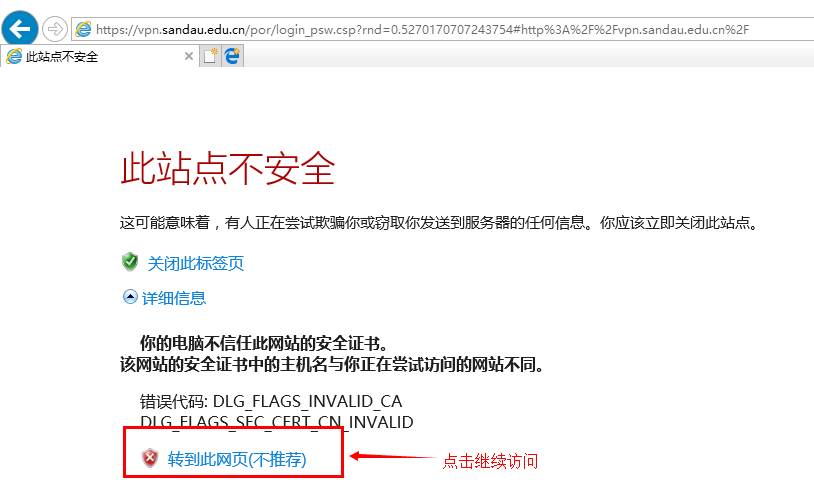 https://vpn.sandau.edu.cn/por/login_psw.csp?rnd=0.5270170707243754#http%3A%2F%2Fvpn.sandau.edu.cn%2F
此站点不安全
此站点不安全
这可能意味着，有人正在尝试欺骗你或窃取你发送到服务器的任何信息。你应该立即关闭此站点。
关闭此标签页
详细信息
你的电脑不信任此网站的安全证书。
该网站的安全证书中的主机名与你正在尝试访问的网站不同。
错误代码: DLG_FLAGS_INVALID_CA
DLG_FLAGS_SEC_CERT_CN_INVALID
转到此网页(不推荐)
点击继续访问